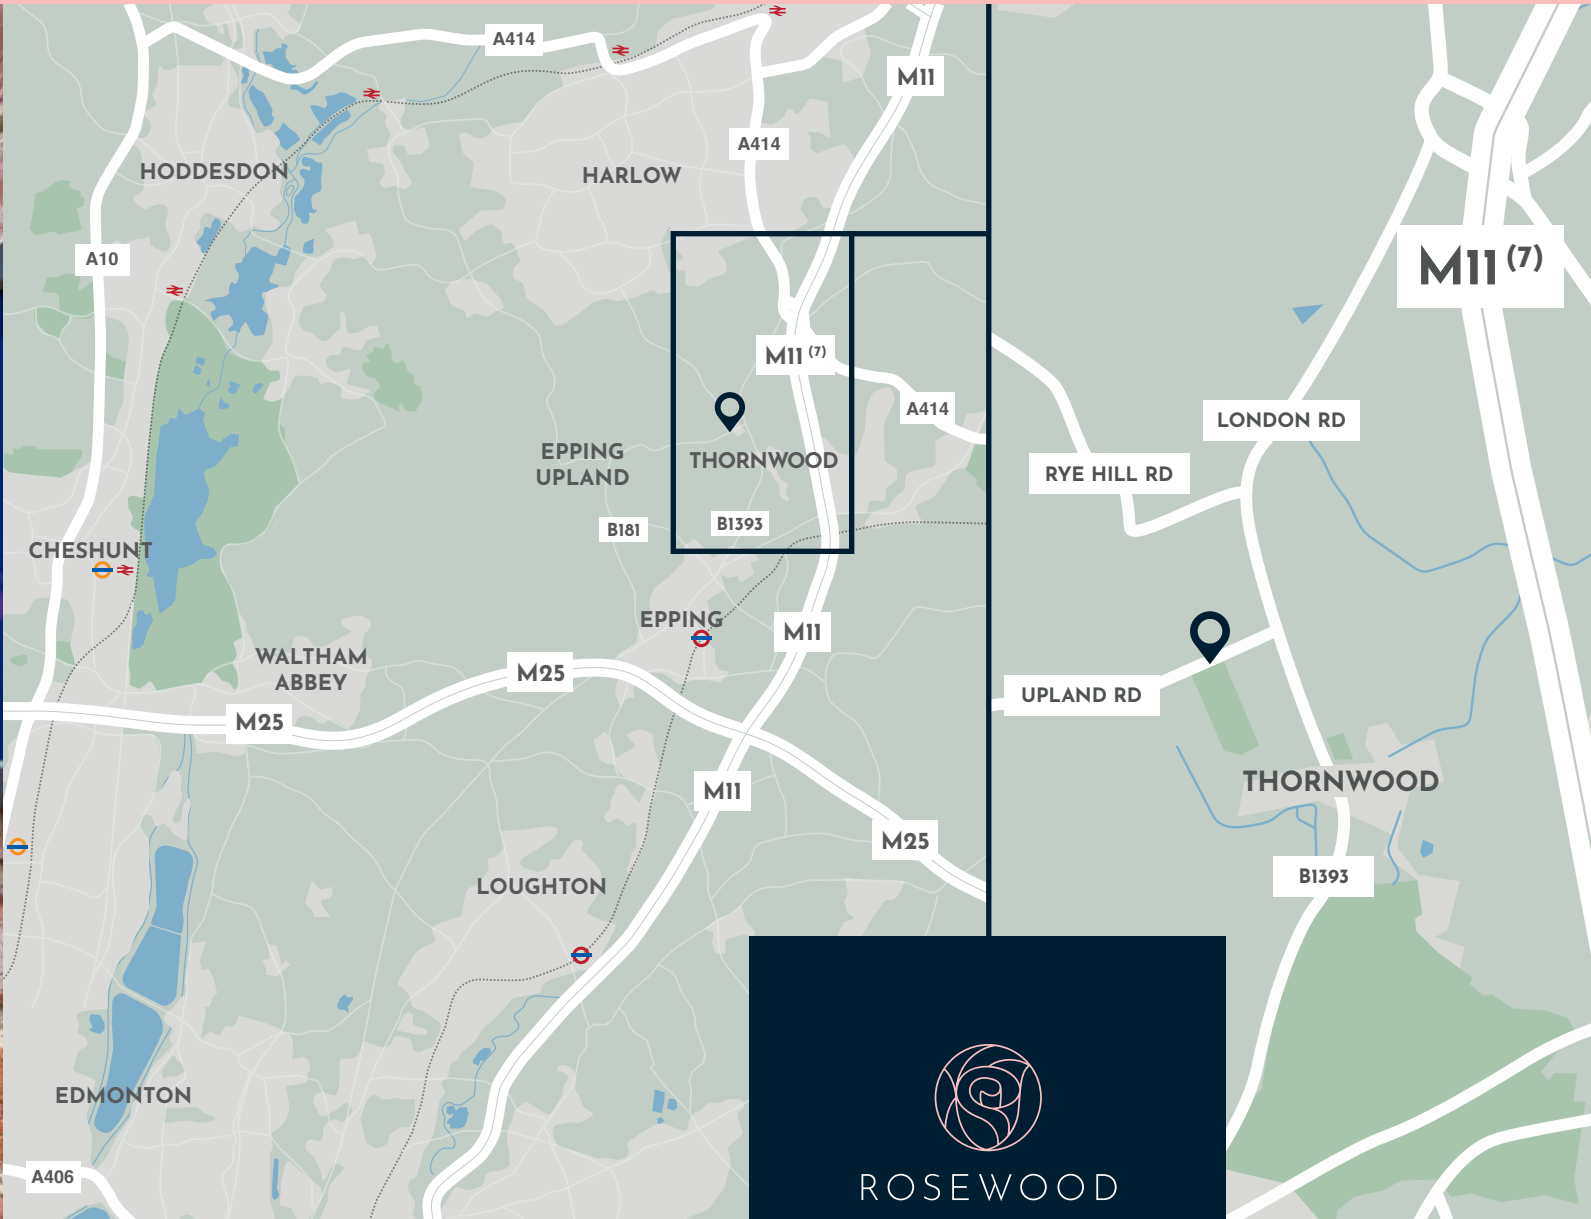 A414
M11
A414
HODDESDON
HARLOW
A10
M11 (7)
A414
EPPING
UPLAND
THORNWOOD
B181
B1393
CHESHUNT
EPPING
M11
WALTHAM
ABBEY
M25
M25
M11
M25
LOUGHTON
EDMONTON
A406
M11 (7)
LONDON RD
RYE HILL RD
UPLAND RD
THORNWOOD
B1393
ROSEWOOD